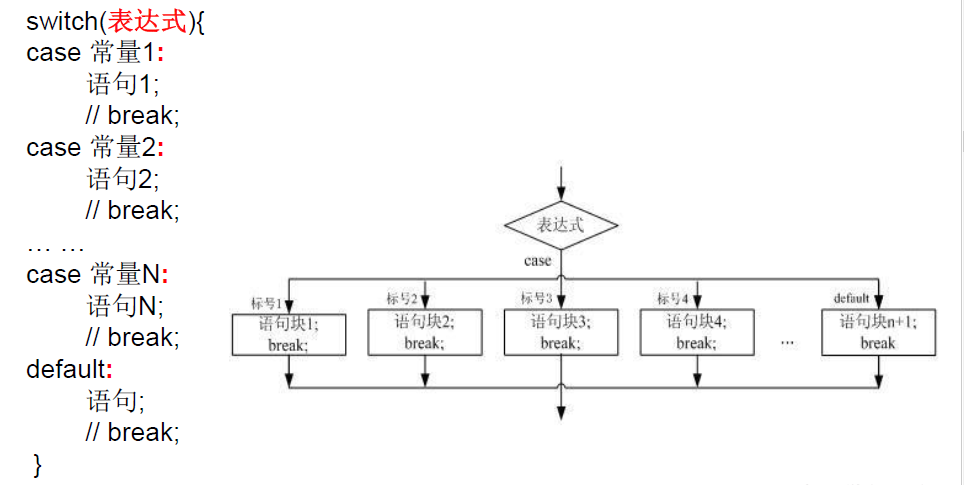 switch(表达式){
case 常量1:
语句1;
// break;
case 常量2:
语句2;
// break;
… …
case 常量N:
语句N;
// break;
default:
语句;
// break;
}
表达式
case
标号1
标号2
标号3
标号4
default
语句块1;
break;
语句块2;
break;
语句块3;
break;
语句块4;
break;
...
语句块n+1;
break